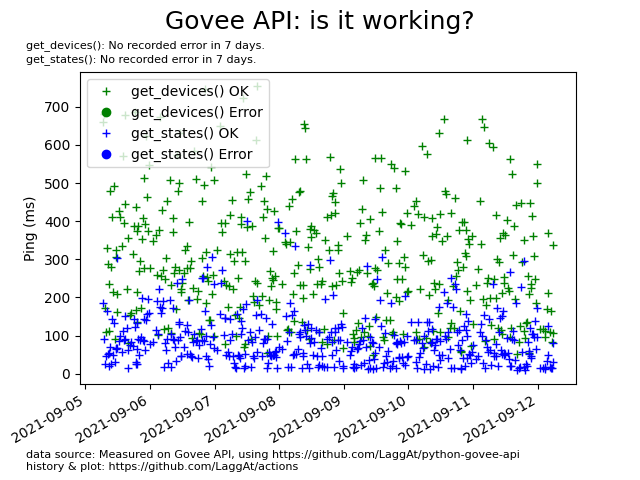 Govee API: is it working?
get_devices(): No recorded error in 7 days.
get_states(): No recorded error in 7 days.
get_devices() OK
get_devices() Error
get_states() OK
get_states() Error
Ping (ms)
700
600
500
400
300
200
100
0
2021-09-05
2021-09-06
2021-09-07
2021-09-08
2021-09-09
2021-09-10
2021-09-11
2021-09-12
data source: Measured on Govee API, using https://github.com/LaggAt/python-govee-api
history & plot: https://github.com/LaggAt/actions